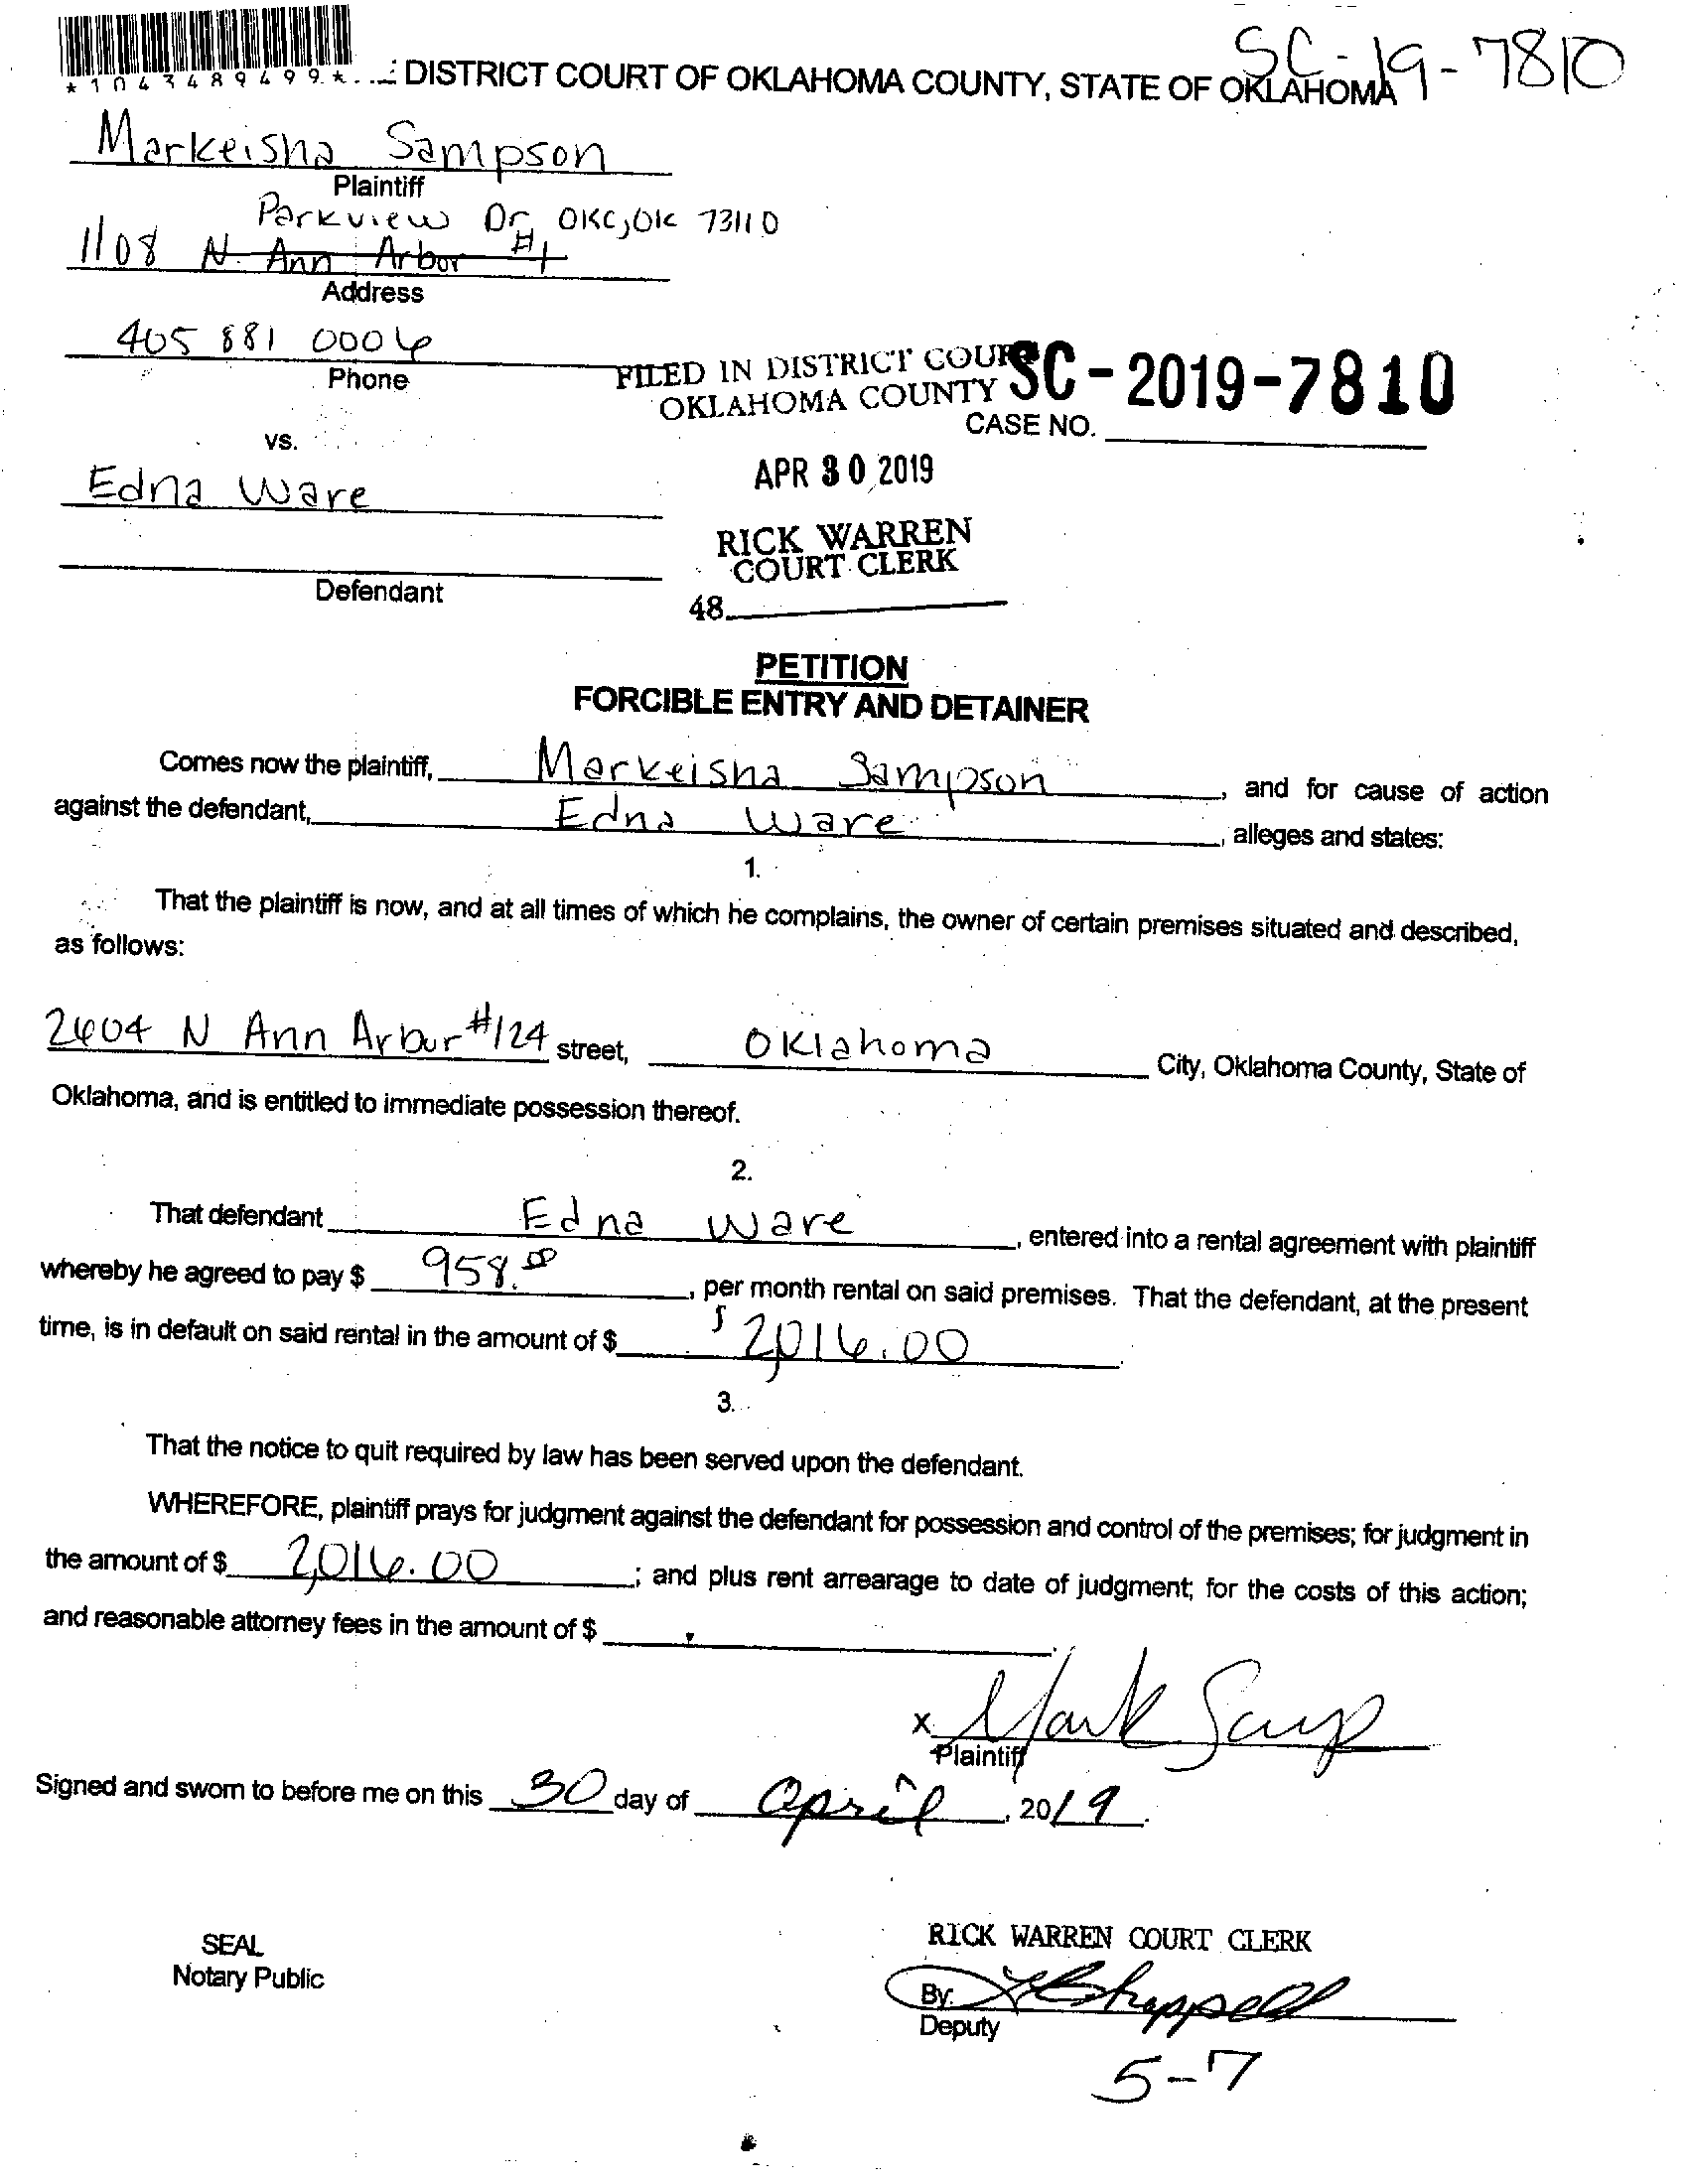 SC-19-7810
DISTRICT COURT OF OKLAHOMA COUNTY, STATE OF OKLAHOMA
Markeisha Sampson
Plaintiff
Parkview Dr, OKC, OK 73110
1108 N. Ann Arbor #1
Address
405 881 0006
Phone
FILED IN DISTRICT COURT
OKLAHOMA COUNTY
SC-2019-7810
CASE NO.
vs.
APR 30 2019
Edna Ware
RICK WARREN
COURT CLERK
Defendant
48
PETITION
FORCIBLE ENTRY AND DETAINER
Comes now the plaintiff, Markeisha Sampson, and for cause of action
against the defendant, Edna Ware, alleges and states:
1.
That the plaintiff is now, and at all times of which he complains, the owner of certain premises situated and described,
as follows:
2604 N Ann Arbor #124 street, Oklahoma City, Oklahoma County, State of
Oklahoma, and is entitled to immediate possession thereof.
2.
That defendant Edna Ware, entered into a rental agreement with plaintiff
whereby he agreed to pay $ 958.00, per month rental on said premises. That the defendant, at the present
time, is in default on said rental in the amount of $ $2,016.00.
3.
That the notice to quit required by law has been served upon the defendant.
WHEREFORE, plaintiff prays for judgment against the defendant for possession and control of the premises; for judgment in
the amount of $ 2,016.00; and plus rent arrearage to date of judgment; for the costs of this action;
and reasonable attorney fees in the amount of $
x Mark Samp
Plaintiff
Signed and sworn to before me on this 30 day of April, 2019.
SEAL
Notary Public
RICK WARREN COURT CLERK
By:
Deputy
5-7